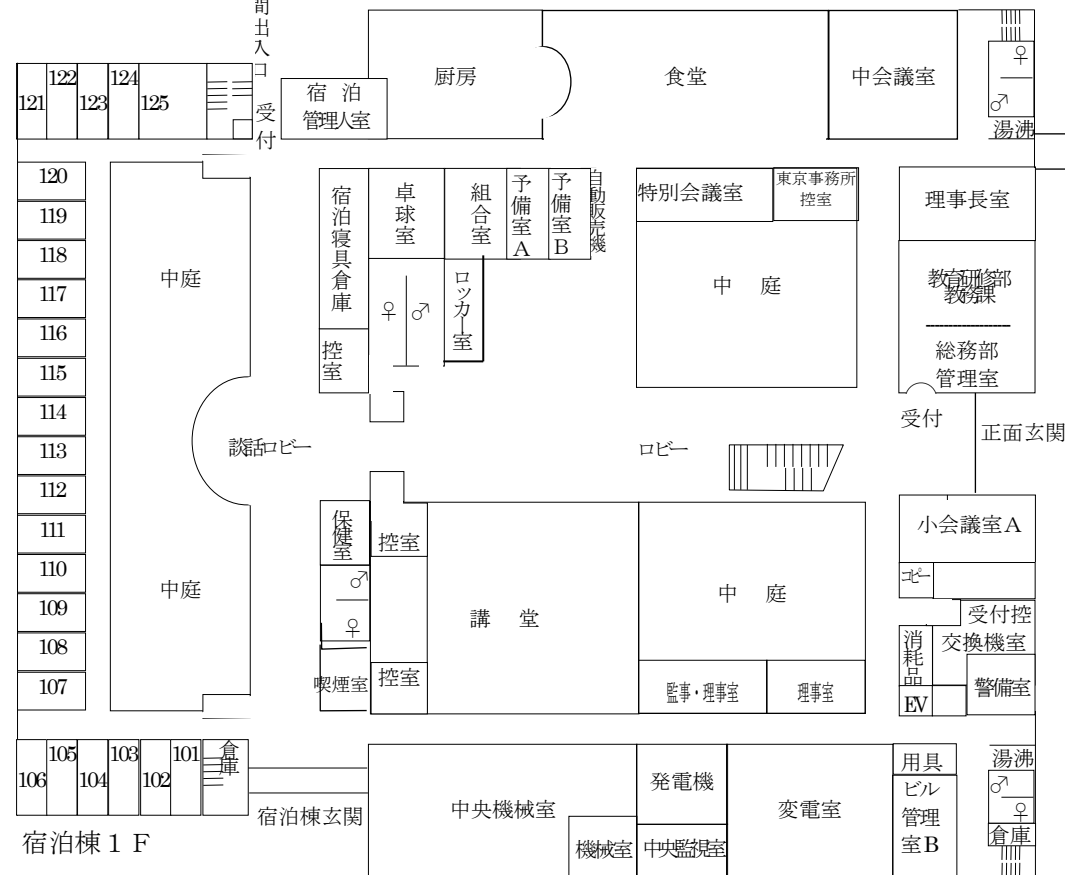 間出入口
厨房
食堂
中会議室
♀
♂
湯沸
121
122
123
124
125
受付
宿 泊
管理人室
120
119
118
117
116
115
114
113
112
111
110
109
108
107
中庭
中庭
宿泊寝具倉庫
控室
卓球室
組合室
予備室A
予備室B
自動販売機
♀
♂
ロッカー室
特別会議室
東京事務所
控室
中 庭
理事長室
教育研修部
教務課
総務部
管理室
受付
正面玄関
談話ロビー
ロビー
保健室
♂
♀
喫煙室
控室
控室
講 堂
中 庭
監事・理事室
理事室
小会議室A
コピー
受付控
交換機室
消耗品
EV
警備室
106
105
104
103
102
101
倉庫
宿泊棟玄関
宿泊棟1F
中央機械室
機械室
発電機
中央監視室
変電室
用具
ビル
管理
室B
湯沸
♂
♀
倉庫